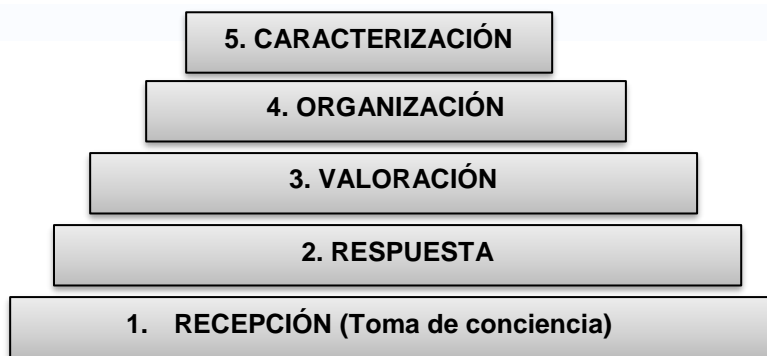 5. CARACTERIZACIÓN
4. ORGANIZACIÓN
3. VALORACIÓN
2. RESPUESTA
1. RECEPCIÓN (Toma de conciencia)